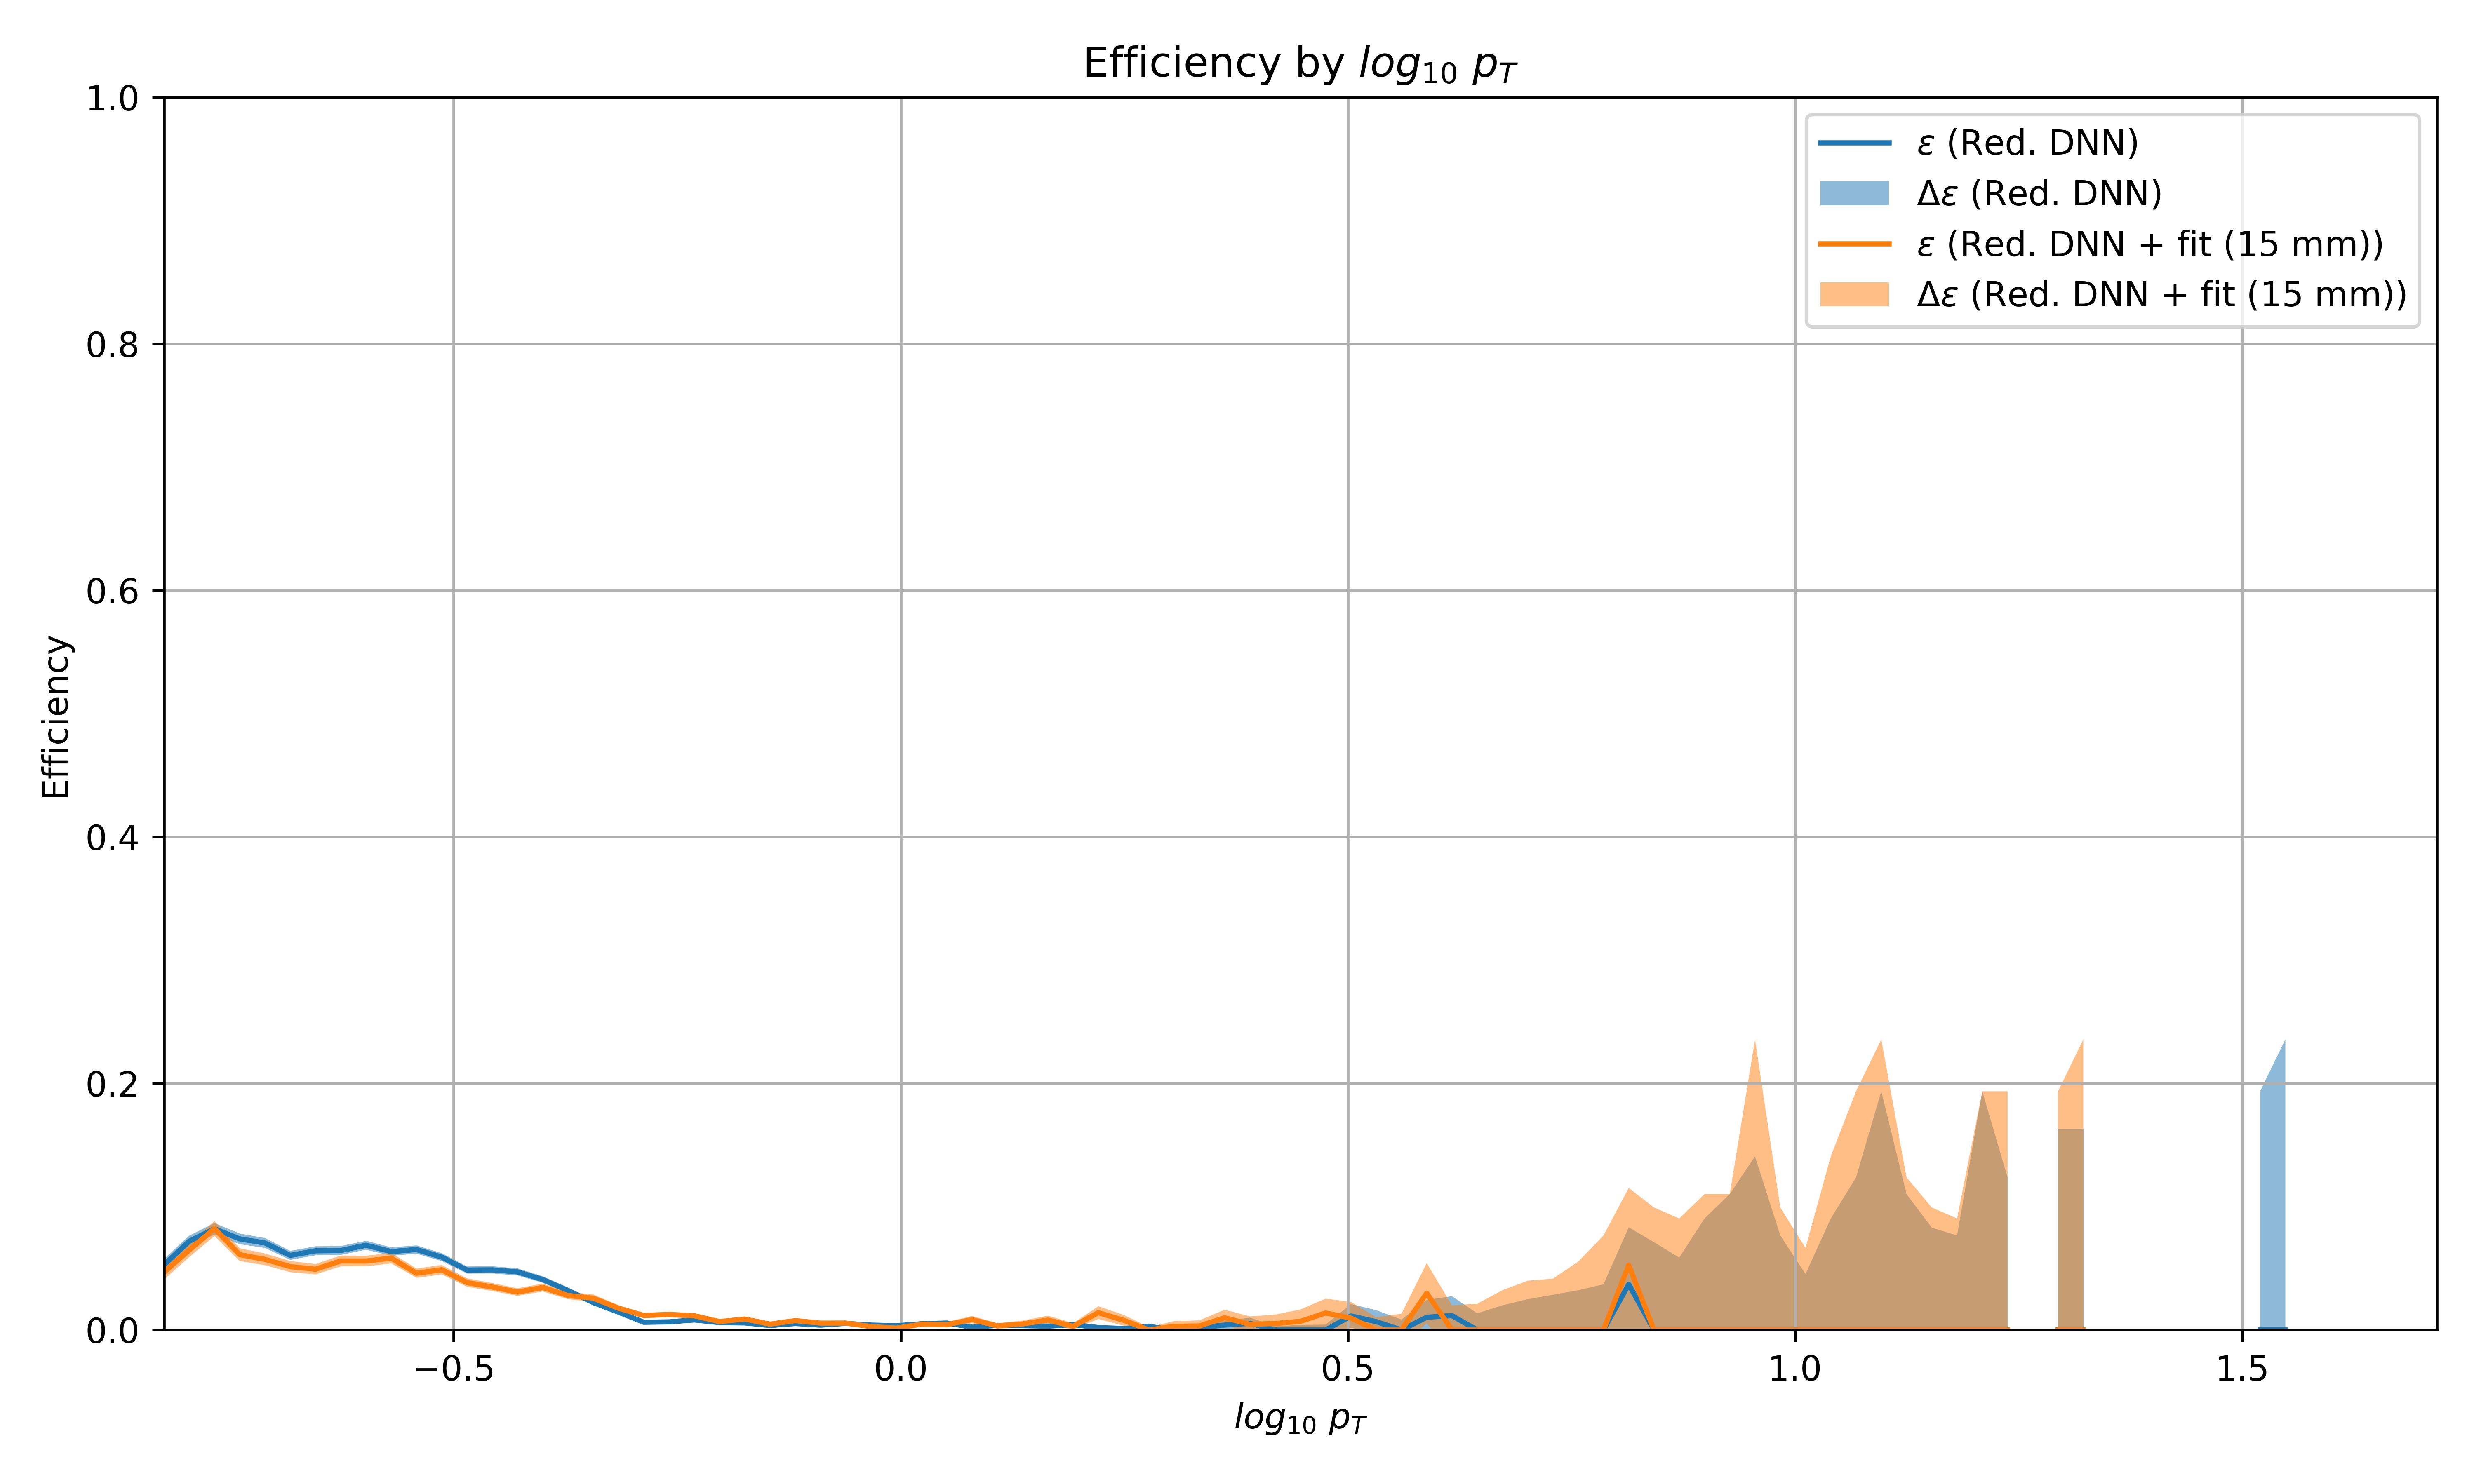 Efficiency by log₁₀ p_T
1.0
0.8
0.6
0.4
0.2
0.0
Efficiency
ε (Red. DNN)
Δε (Red. DNN)
ε (Red. DNN + fit (15 mm))
Δε (Red. DNN + fit (15 mm))
−0.5 0.0 0.5 1.0 1.5
log₁₀ p_T